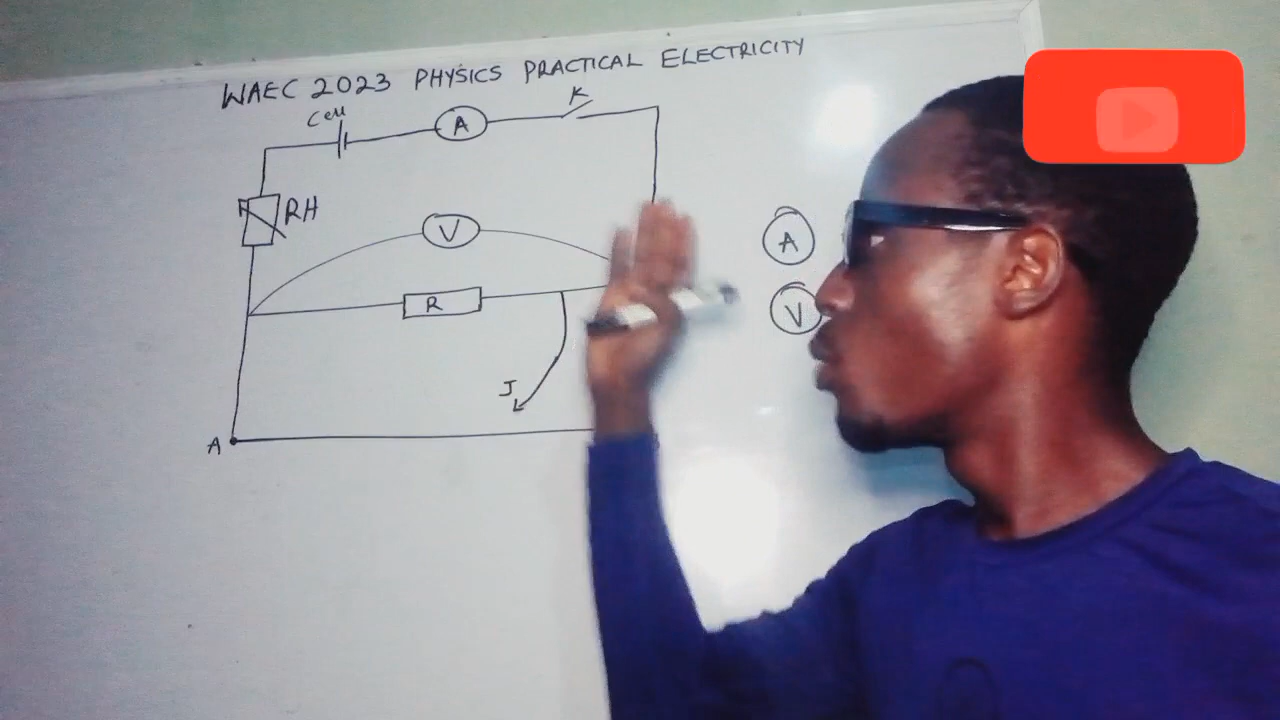 WAEC 2023 PHYSICS PRACTICAL ELECTRICITY
Cell
A
K
RH
V
A
R
V
J
A